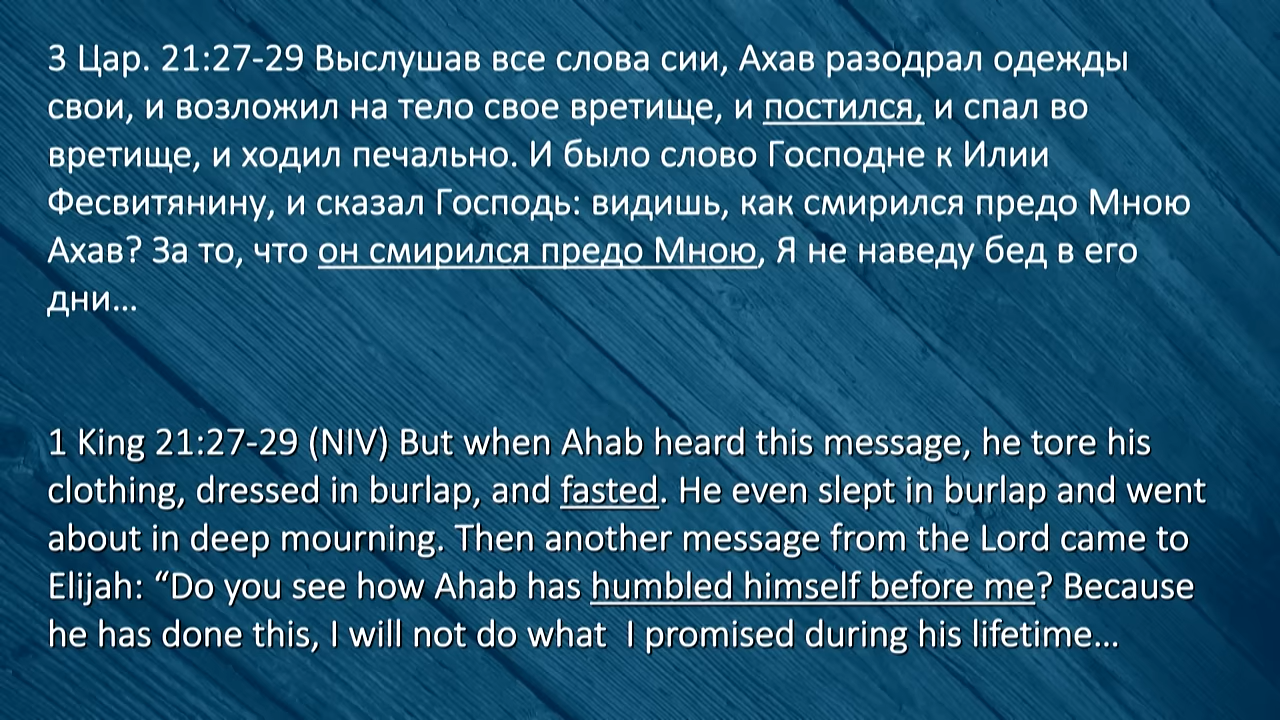 3 Цар. 21:27-29 Выслушав все слова сии, Ахав разодрал одежды
свои, и возложил на тело свое вретище, и постился, и спал во
вретище, и ходил печально. И было слово Господне к Илии
Фесвитянину, и сказал Господь: видишь, как смирился предо Мною
Ахав? За то, что он смирился предо Мною, Я не наведу бед в его
дни…
1 King 21:27-29 (NIV) But when Ahab heard this message, he tore his
clothing, dressed in burlap, and fasted. He even slept in burlap and went
about in deep mourning. Then another message from the Lord came to
Elijah: “Do you see how Ahab has humbled himself before me? Because
he has done this, I will not do what  I promised during his lifetime…